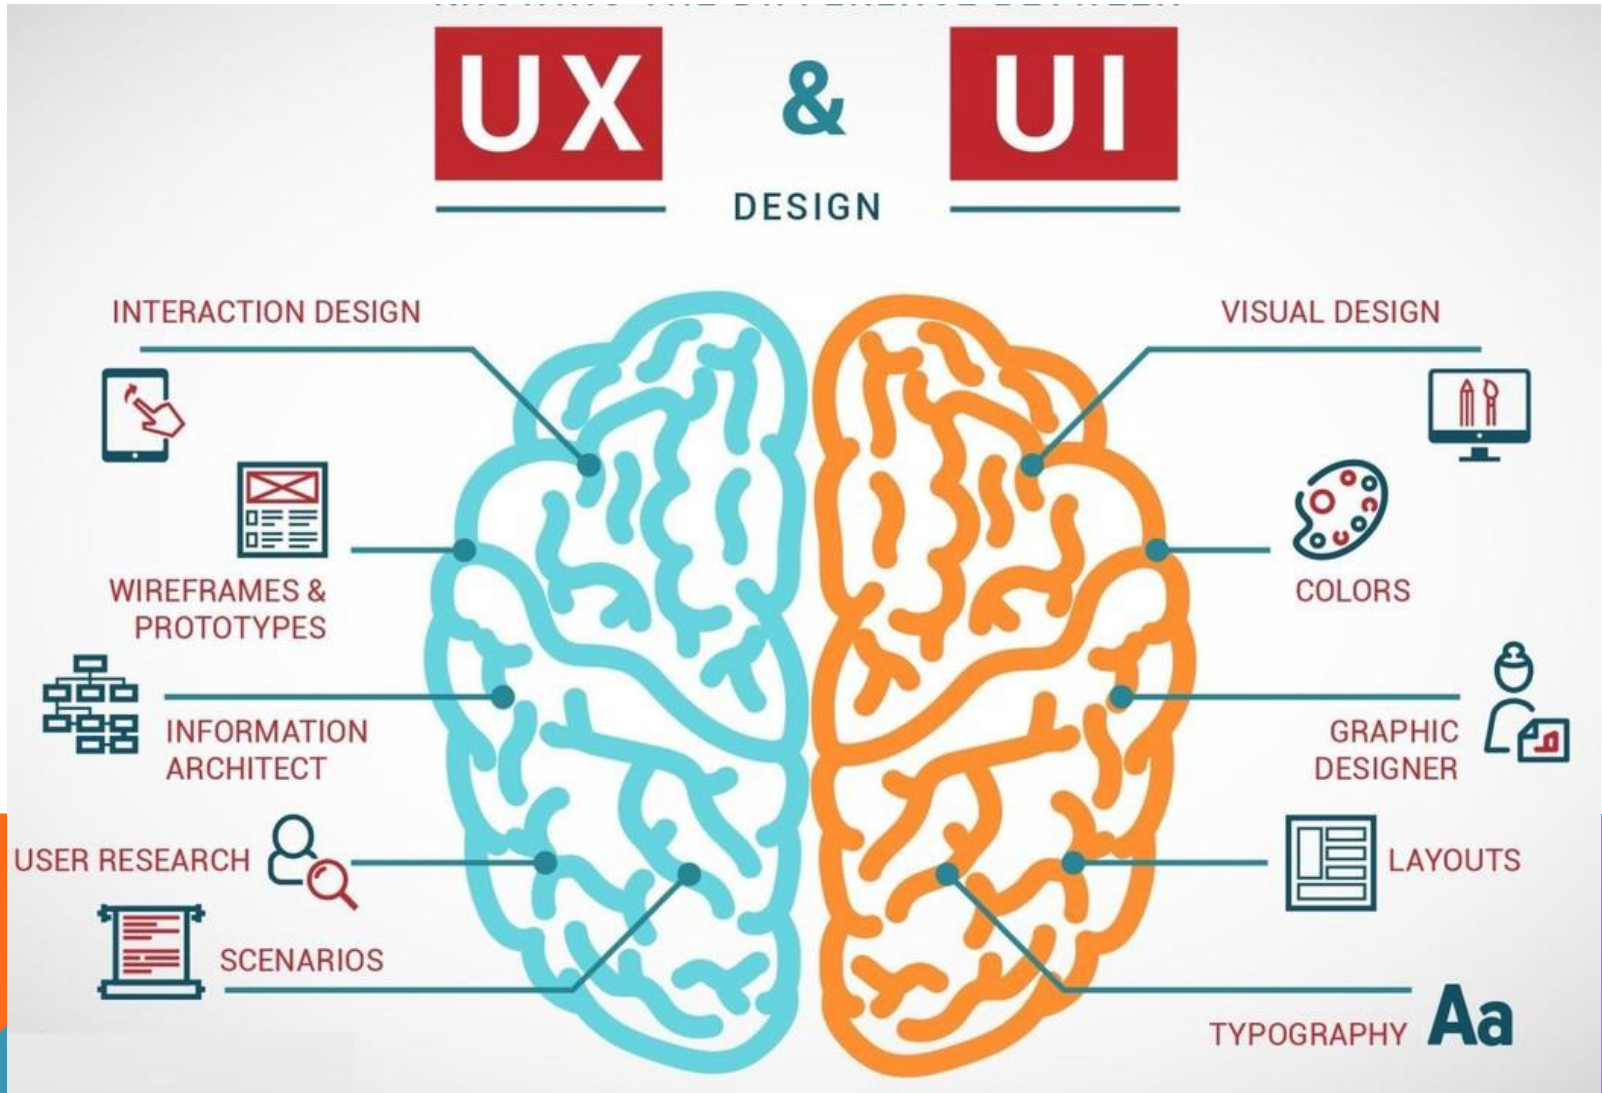 UX & UI
DESIGN
INTERACTION DESIGN
VISUAL DESIGN
WIREFRAMES &
PROTOTYPES
COLORS
INFORMATION
ARCHITECT
GRAPHIC
DESIGNER
USER RESEARCH
LAYOUTS
SCENARIOS
TYPOGRAPHY Aa